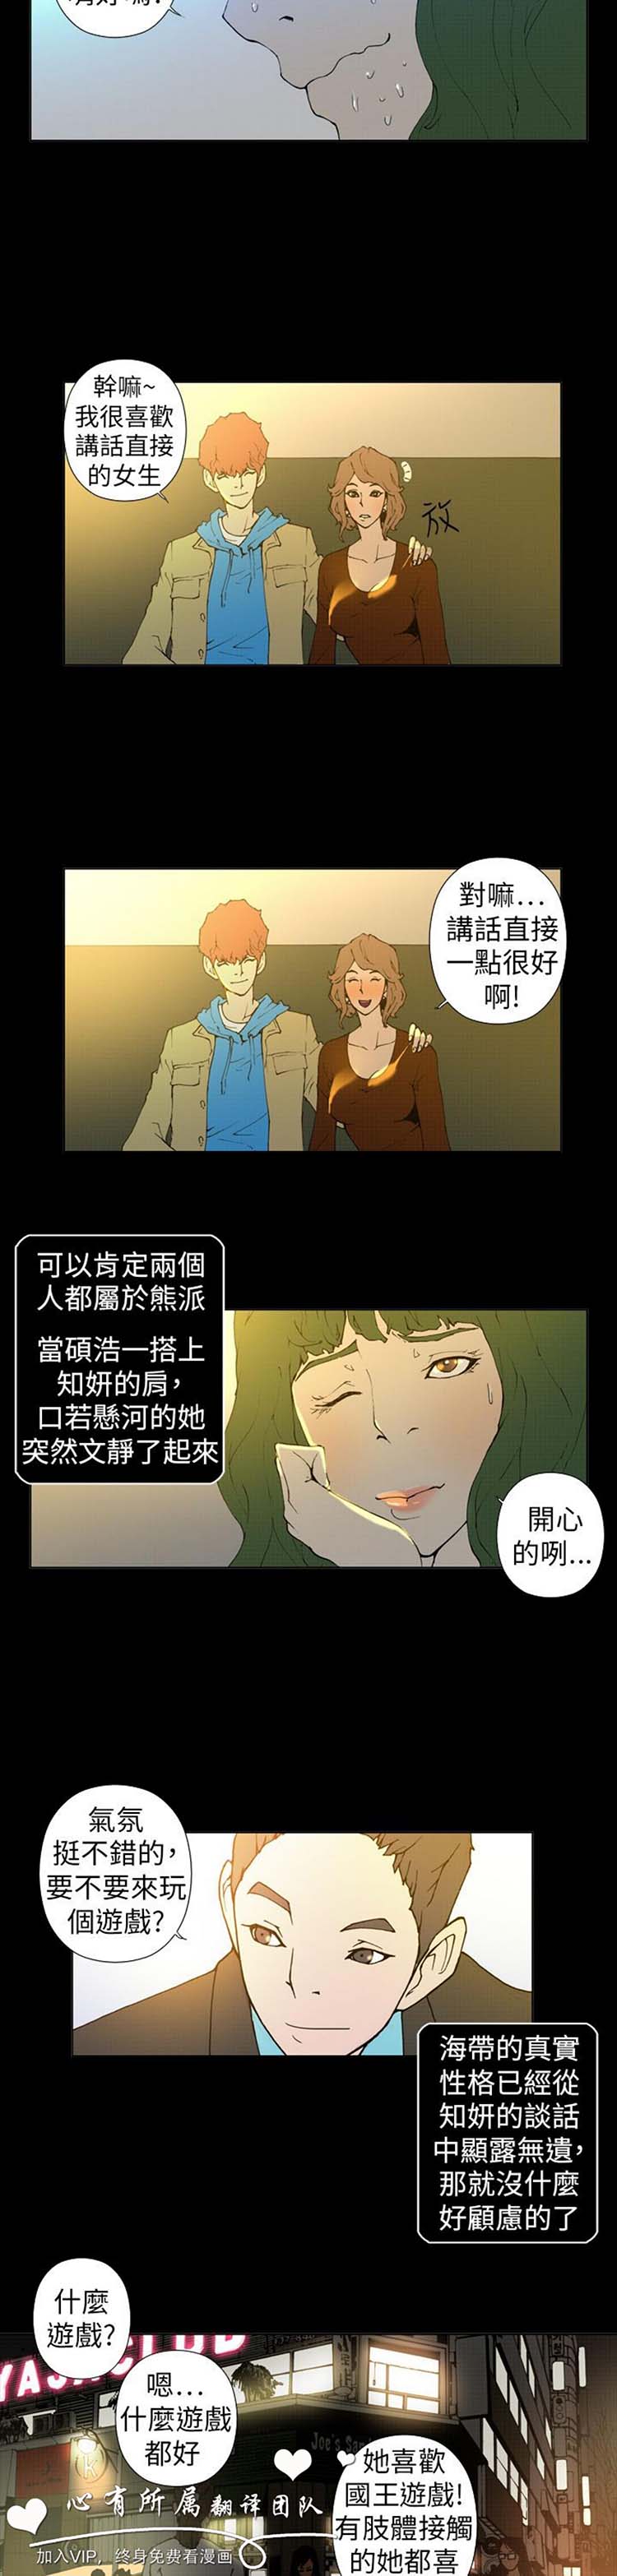 幹嘛~
我很喜歡
講話直接
的女生
放
對嘛...
講話直接
一點很好
啊!
可以肯定兩個
人都屬於熊派
當碩浩一搭上
知妍的肩,
口若懸河的她
突然文靜了起來
開心
的咧...
氣氛
挺不錯的,
要不要來玩
個遊戲?
海帶的真實
性格已經從
知妍的談話
中顯露無遺,
那就沒什麼
好顧慮的了
什麼
遊戲?
嗯...
什麼遊戲
都好
她喜歡
國王遊戲!
有肢體接觸
的她都喜
Joe's
心有所属翻译团队
加入VIP，终身免费看漫画